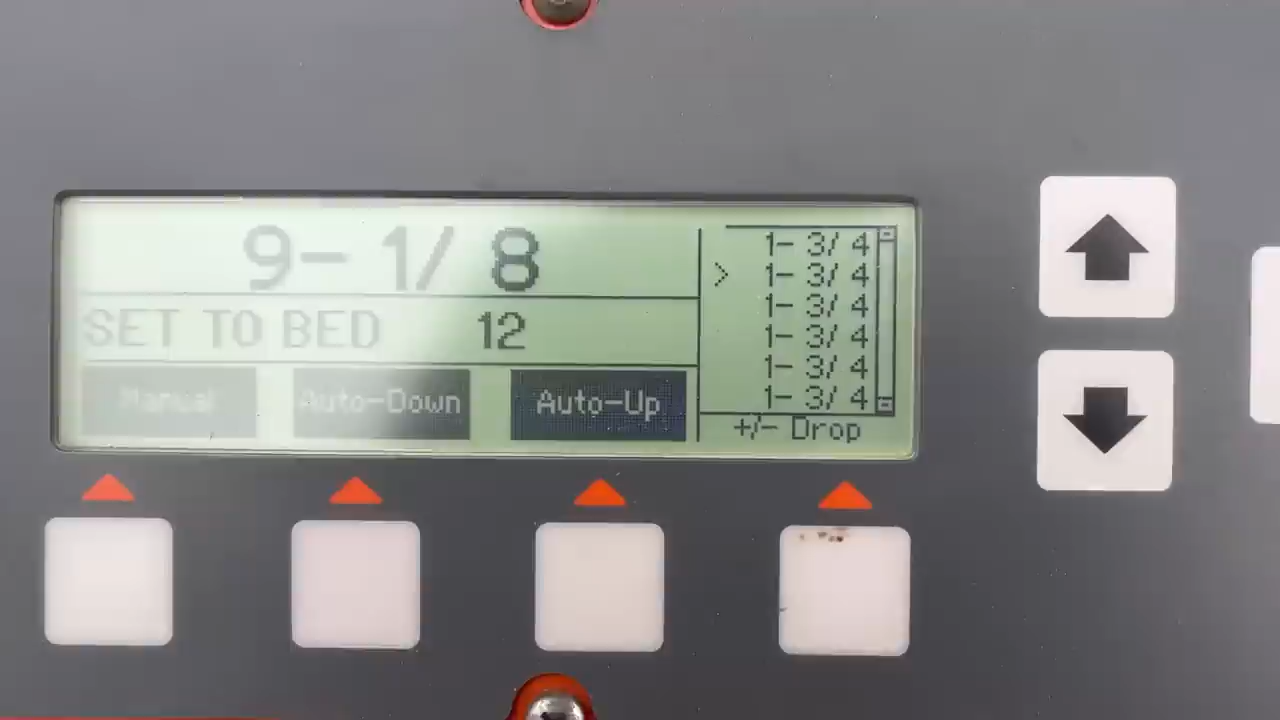 9- 1/ 8
SET TO BED 12
Manual Auto-Down Auto-Up
1- 3/ 4
> 1- 3/ 4
1- 3/ 4
1- 3/ 4
1- 3/ 4
1- 3/ 4
+/- Drop